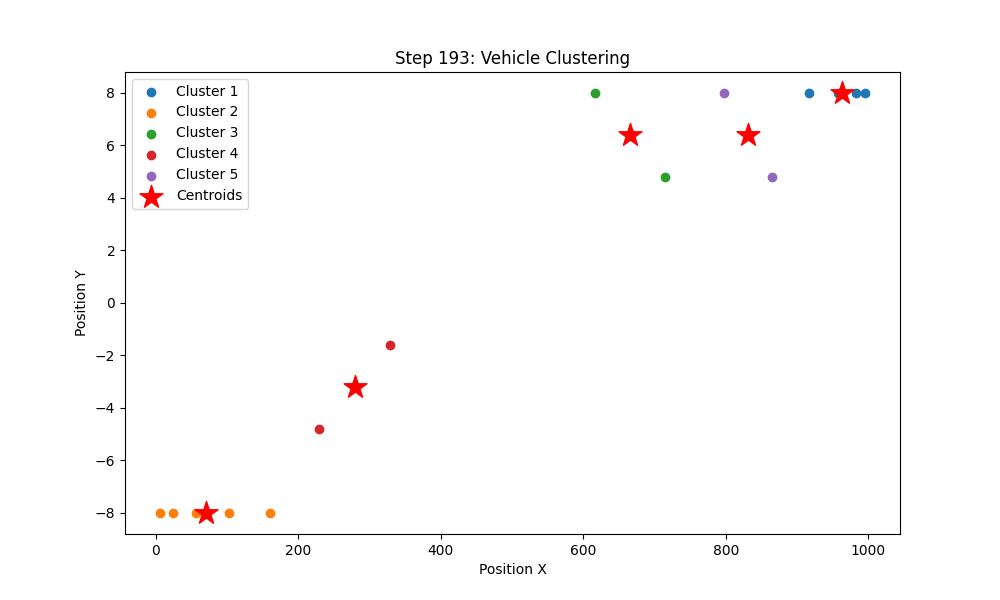 Step 193: Vehicle Clustering
Cluster 1
Cluster 2
Cluster 3
Cluster 4
Cluster 5
Centroids
8
6
4
2
0
−2
−4
−6
−8
Position Y
0 200 400 600 800 1000
Position X